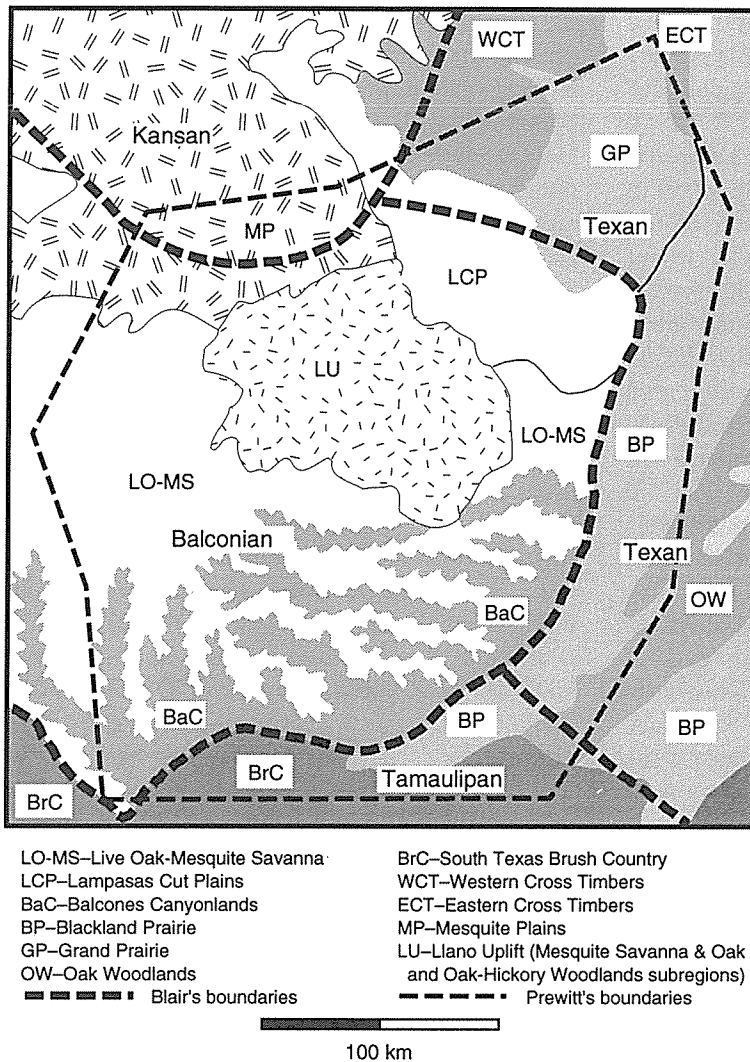 WCT
ECT
Kansan
GP
MP
Texan
LCP
LU
LO-MS
BP
LO-MS
Balconian
Texan
OW
BaC
BaC
BP
BP
BrC
Tamaulipan
BrC
LO-MS–Live Oak-Mesquite Savanna
LCP–Lampasas Cut Plains
BaC–Balcones Canyonlands
BP–Blackland Prairie
GP–Grand Prairie
OW–Oak Woodlands
Blair's boundaries
BrC–South Texas Brush Country
WCT–Western Cross Timbers
ECT–Eastern Cross Timbers
MP–Mesquite Plains
LU–Llano Uplift (Mesquite Savanna & Oak
and Oak-Hickory Woodlands subregions)
Prewitt's boundaries
100 km